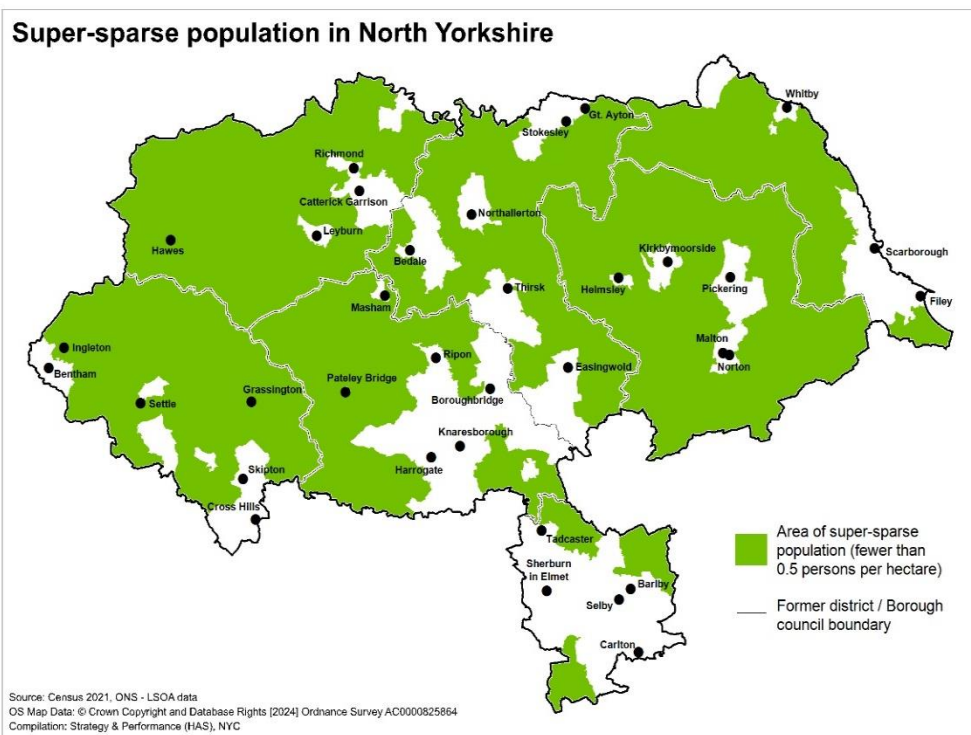 Super-sparse population in North Yorkshire
Whitby
Gt. Ayton
Stokesley
Richmond
Catterick Garrison
Northallerton
Leyburn
Hawes
Bedale
Kirkbymoorside
Scarborough
Helmsley
Pickering
Thirsk
Masham
Filey
Malton
Norton
Ingleton
Bentham
Ripon
Easingwold
Pateley Bridge
Grassington
Settle
Boroughbridge
Knaresborough
Harrogate
Skipton
Cross Hills
Tadcaster
Sherburn
in Elmet
Barlby
Selby
Carlton
Area of super-sparse
population (fewer than
0.5 persons per hectare)
Former district / Borough
council boundary
Source: Census 2021, ONS - LSOA data
OS Map Data: © Crown Copyright and Database Rights [2024] Ordnance Survey AC0000825864
Compilation: Strategy & Performance (HAS), NYC